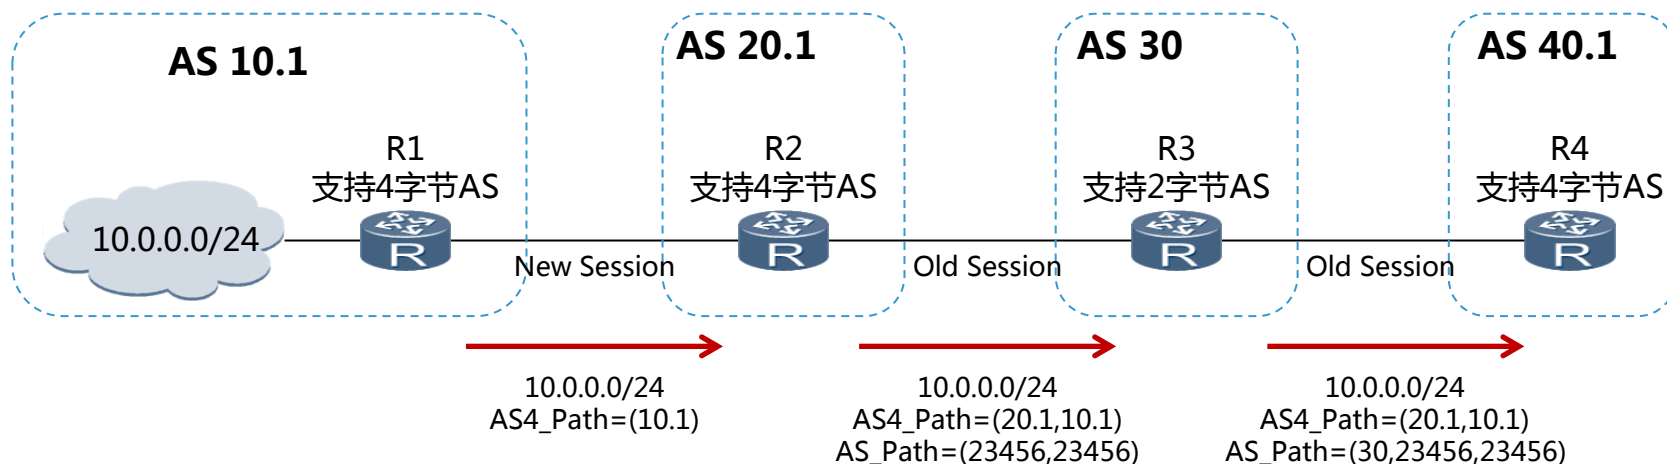 AS 10.1
AS 20.1
AS 30
AS 40.1
R1
支持4字节AS
R2
支持4字节AS
R3
支持2字节AS
R4
支持4字节AS
10.0.0.0/24
R
R
R
R
New Session
Old Session
Old Session
10.0.0.0/24
AS4_Path=(10.1)
10.0.0.0/24
AS4_Path=(20.1,10.1)
AS_Path=(23456,23456)
10.0.0.0/24
AS4_Path=(20.1,10.1)
AS_Path=(30,23456,23456)